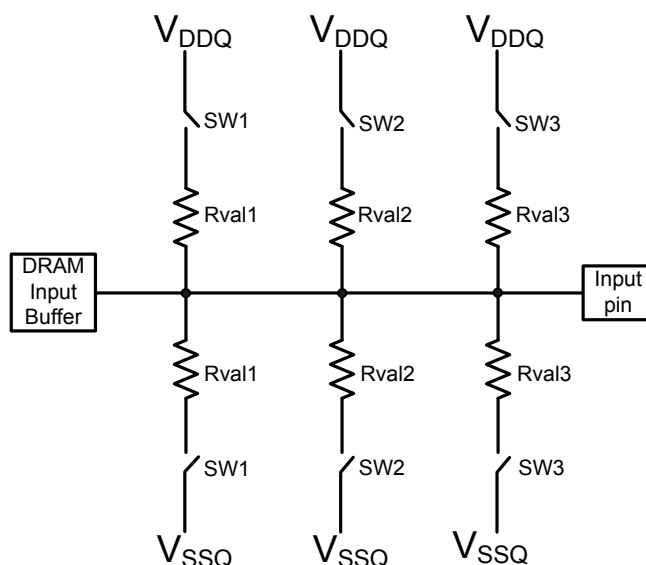 VDDQ VDDQ VDDQ
SW1 SW2 SW3
Rval1 Rval2 Rval3
DRAM
Input
Buffer
Input
pin
Rval1 Rval2 Rval3
SW1 SW2 SW3
VSSQ VSSQ VSSQ